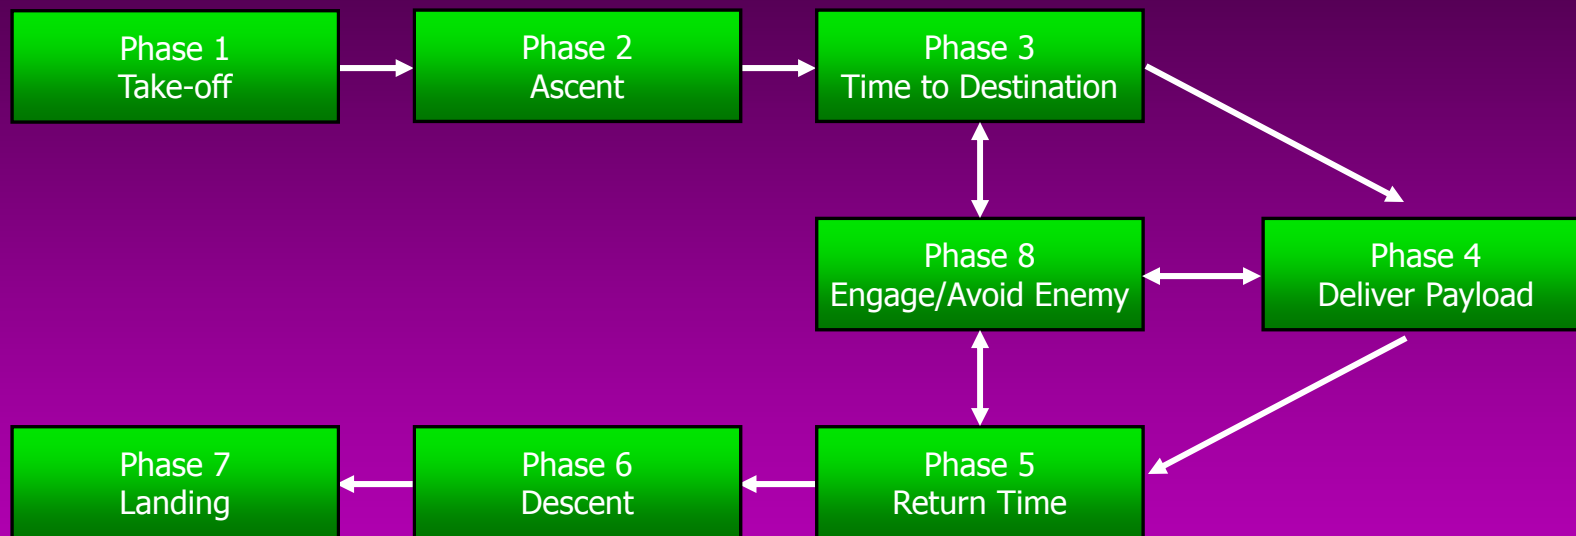 Phase 1
Take-off
Phase 2
Ascent
Phase 3
Time to Destination
Phase 8
Engage/Avoid Enemy
Phase 4
Deliver Payload
Phase 7
Landing
Phase 6
Descent
Phase 5
Return Time